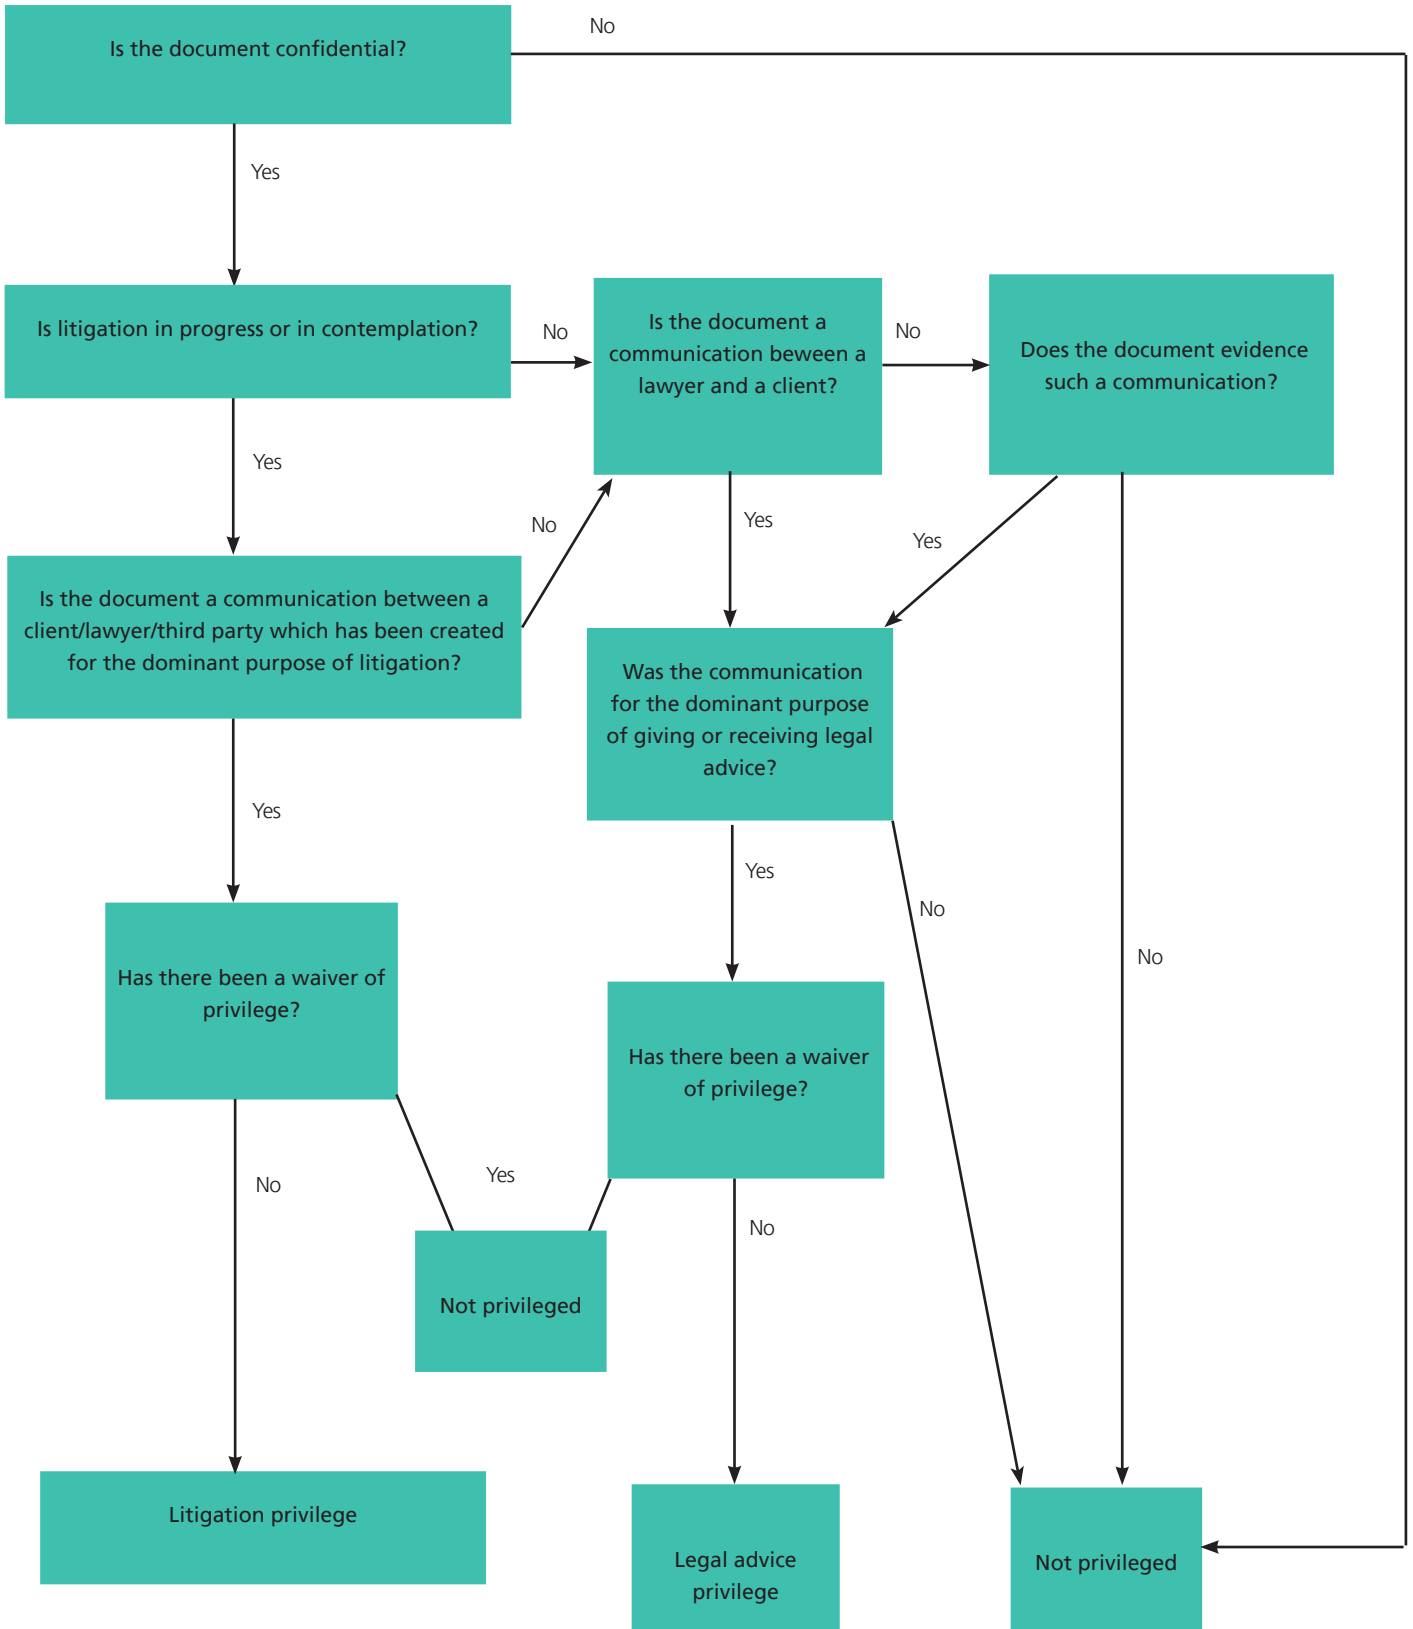 No
Is the document confidential?
Yes
Is litigation in progress or in contemplation?
No
Is the document a
communication beween a
lawyer and a client?
No
Does the document evidence
such a communication?
Yes
No
Yes
Yes
Is the document a communication between a
client/lawyer/third party which has been created
for the dominant purpose of litigation?
Was the communication
for the dominant purpose
of giving or receiving legal
advice?
Yes
Yes
No
No
Has there been a waiver of
privilege?
Has there been a waiver
of privilege?
No
Yes
No
Not privileged
Litigation privilege
Legal advice
privilege
Not privileged